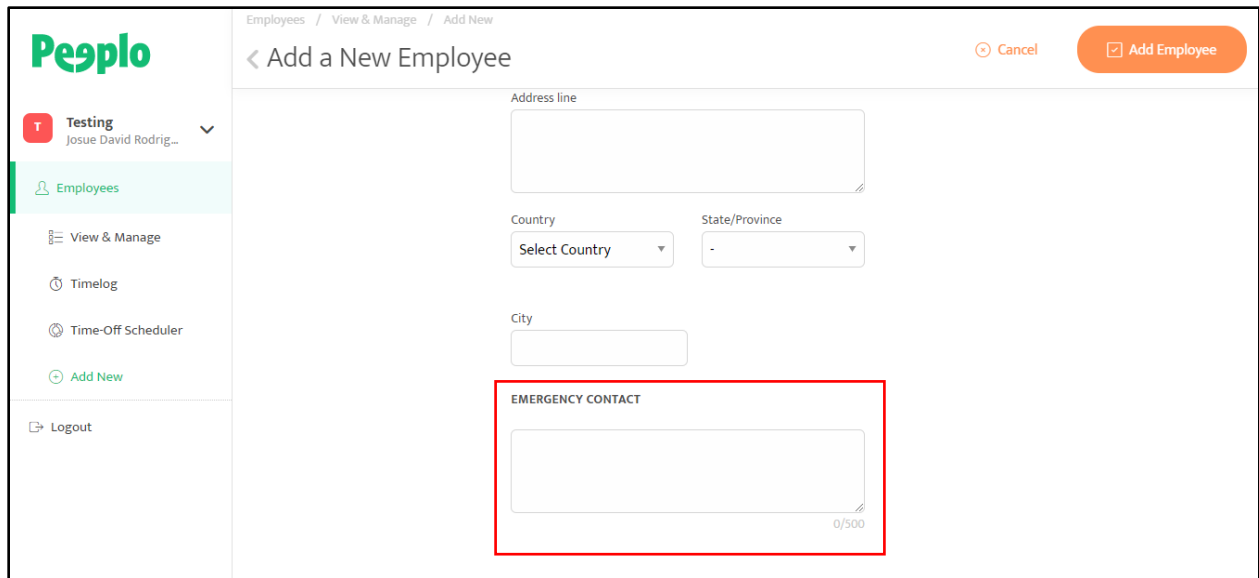 Peeplo
T
Testing
Josue David Rodrig...
Employees
View & Manage
Timelog
Time-Off Scheduler
Add New
Logout
Employees / View & Manage / Add New
< Add a New Employee
Cancel
Add Employee
Address line
Country
State/Province
Select Country
-
City
EMERGENCY CONTACT
0/500